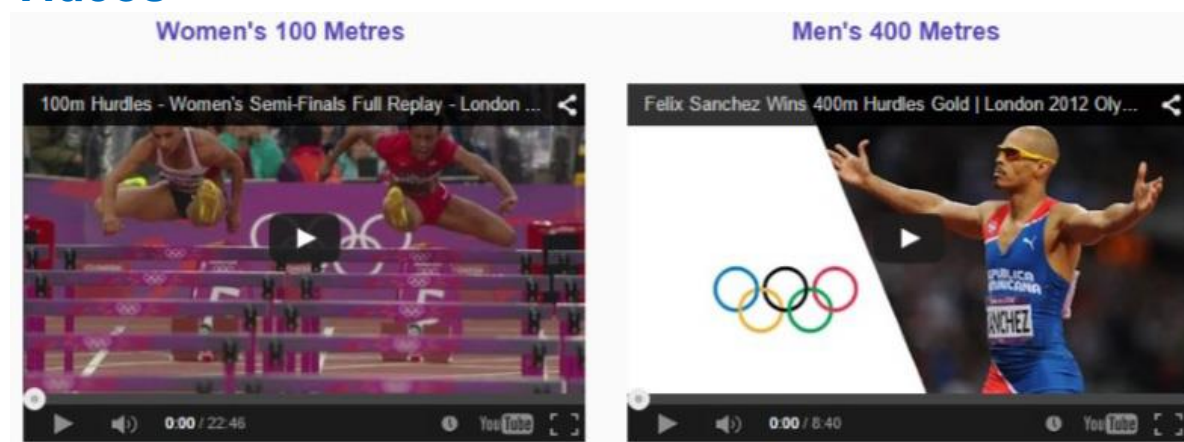 Women's 100 Metres
Men's 400 Metres
100m Hurdles - Women's Semi-Finals Full Replay - London ...
Felix Sanchez Wins 400m Hurdles Gold | London 2012 Oly...
0:00 / 22:46
YouTube
0:00 / 8:40
YouTube